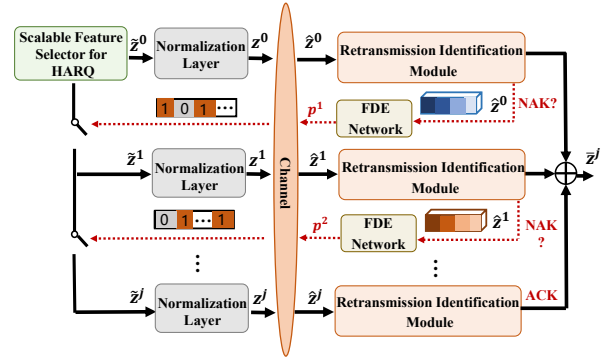 Scalable Feature
Selector for
HARQ
z̃⁰
Normalization
Layer
z⁰
ẑ⁰
Retransmission Identification
Module
1 0 1 ···
p¹
FDE
Network
ẑ⁰
NAK?
Channel
z̃¹
Normalization
Layer
z¹
ẑ¹
Retransmission Identification
Module
z̄ʲ
0 1 ··· 1
p²
FDE
Network
ẑ¹
NAK
?
⋮
⋮
z̃ʲ
Normalization
Layer
zʲ
ẑʲ
Retransmission Identification
Module
ACK